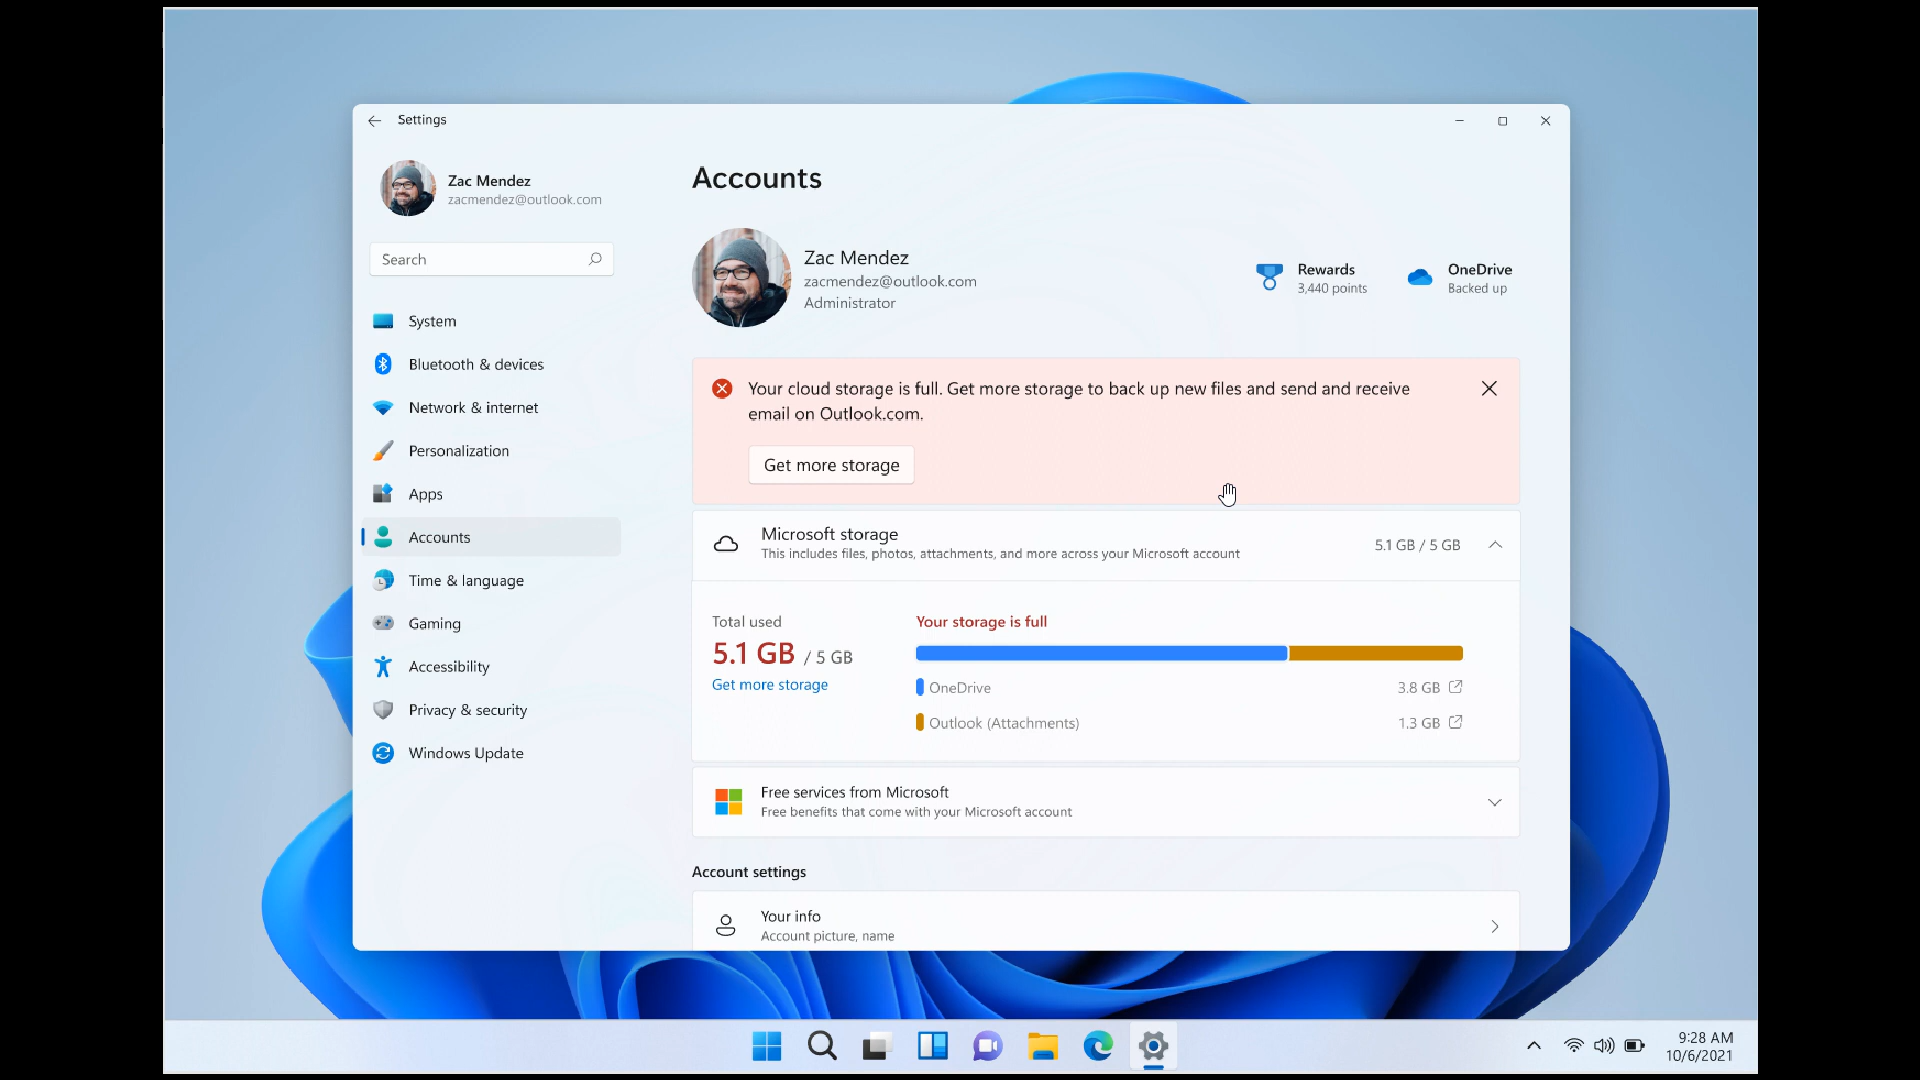 Settings
Zac Mendez
zacmendez@outlook.com
Search
System
Bluetooth & devices
Network & internet
Personalization
Apps
Accounts
Time & language
Gaming
Accessibility
Privacy & security
Windows Update
Accounts
Zac Mendez
zacmendez@outlook.com
Administrator
Rewards
3,440 points
OneDrive
Backed up
Your cloud storage is full. Get more storage to back up new files and send and receive
email on Outlook.com.
Get more storage
Microsoft storage
This includes files, photos, attachments, and more across your Microsoft account
5.1 GB / 5 GB
Total used
5.1 GB / 5 GB
Get more storage
Your storage is full
OneDrive
3.8 GB
Outlook (Attachments)
1.3 GB
Free services from Microsoft
Free benefits that come with your Microsoft account
Account settings
Your info
Account picture, name
9:28 AM
10/6/2021